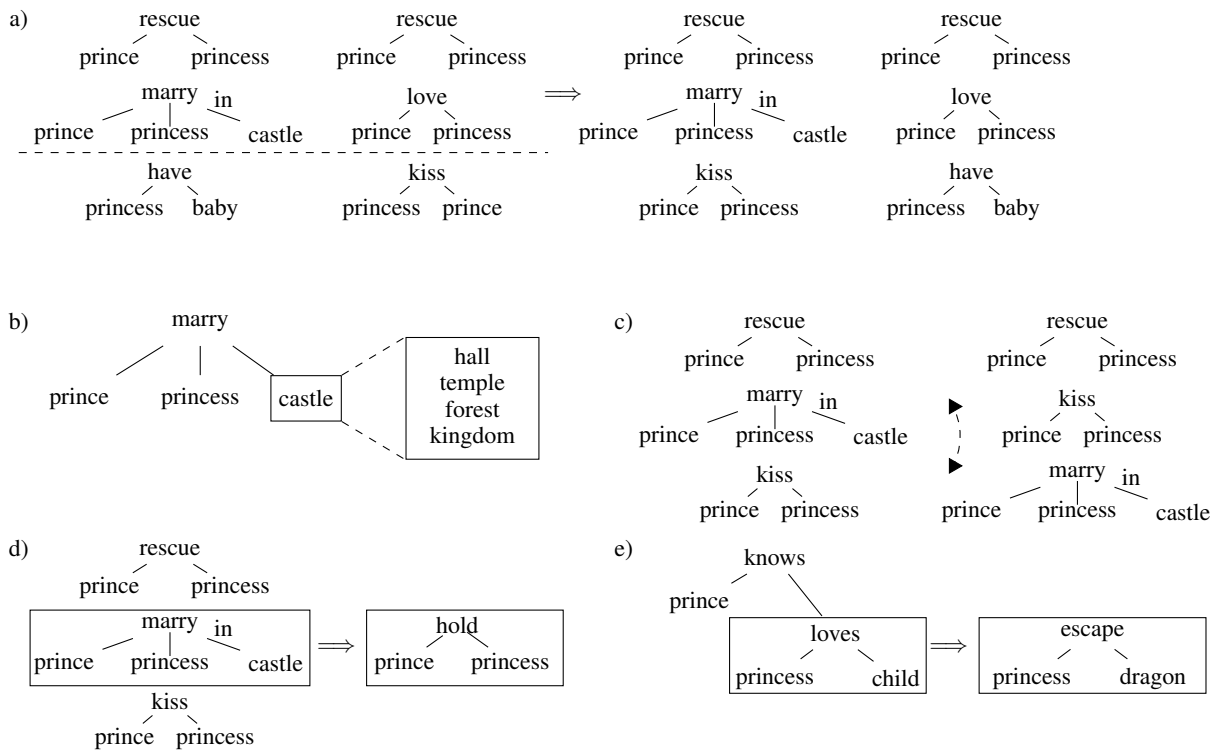 a) rescue rescue rescue rescue
prince princess prince princess prince princess prince princess
marry in love ⟹ marry in love
prince princess castle prince princess prince princess castle prince princess
have kiss kiss have
princess baby princess prince prince princess princess baby
b) marry
prince princess castle
hall
temple
forest
kingdom
c) rescue rescue
prince princess prince princess
marry in kiss
prince princess castle prince princess
kiss marry in
prince princess prince princess castle
d) rescue
prince princess
marry in ⟹ hold
prince princess castle prince princess
kiss
prince princess
e) knows
prince
loves ⟹ escape
princess child princess dragon